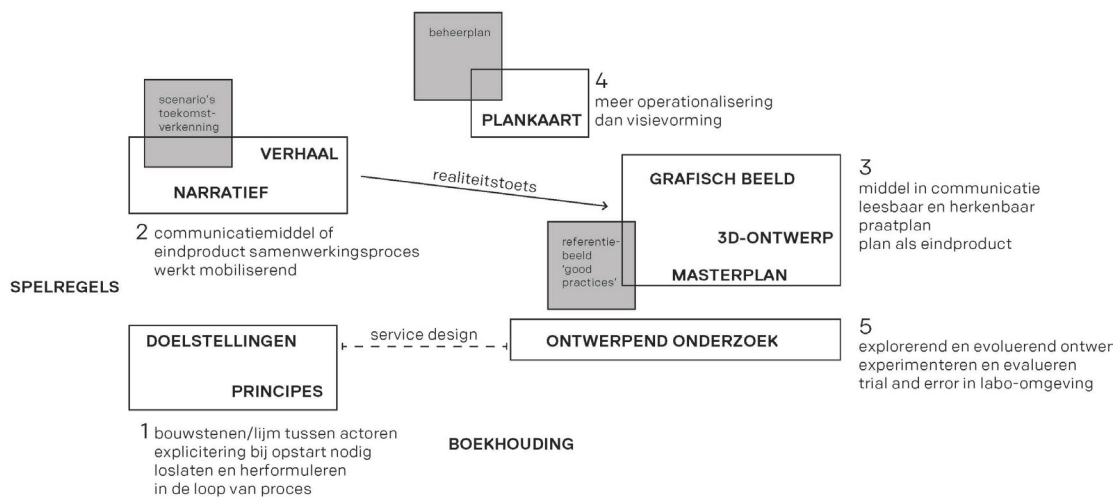 beheerplan
4
meer operationalisering
dan visievorming
PLANKAART
scenario's
toekomst-
verkenning
VERHAAL
NARRATIEF
realiteitstoets
GRAFISCH BEELD
3D-ONTWERP
MASTERPLAN
3
middel in communicatie
leesbaar en herkenbaar
praatplan
plan als eindproduct
2 communicatiemiddel of
eindproduct samenwerkingsproces
werkt mobiliserend
referentie-
beeld
'good
practices'
SPELREGELS
DOELSTELLINGEN
PRINCIPES
service design
ONTWERPEND ONDERZOEK
5
explorerend en evoluerend ontwer
experimenteren en evalueren
trial and error in labo-omgeving
1 bouwstenen/lijm tussen actoren
explicitering bij opstart nodig
loslaten en herformuleren
in de loop van proces
BOEKHOUDING